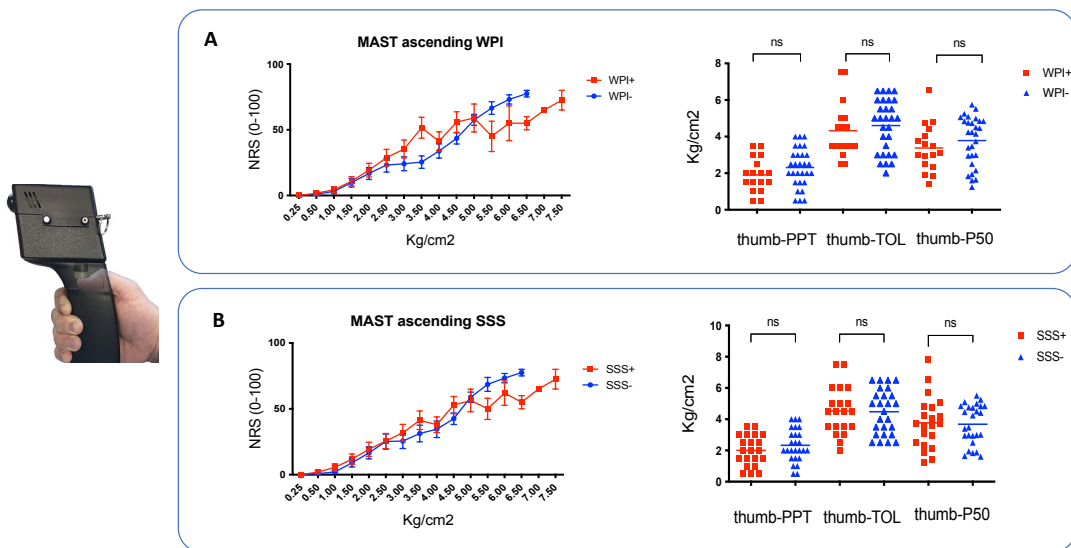 A
MAST ascending WPI
NRS (0-100)
100
50
0
0.25
0.50
1.00
1.50
2.00
2.50
3.00
3.50
4.00
4.50
5.00
5.50
6.00
6.50
7.00
7.50
Kg/cm2
WPI+
WPI-
ns
ns
ns
Kg/cm2
8
6
4
2
0
thumb-PPT
thumb-TOL
thumb-P50
WPI+
WPI-
B
MAST ascending SSS
NRS (0-100)
100
50
0
0.25
0.50
1.00
1.50
2.00
2.50
3.00
3.50
4.00
4.50
5.00
5.50
6.00
6.50
7.00
7.50
Kg/cm2
SSS+
SSS-
ns
ns
ns
Kg/cm2
10
8
6
4
2
0
thumb-PPT
thumb-TOL
thumb-P50
SSS+
SSS-